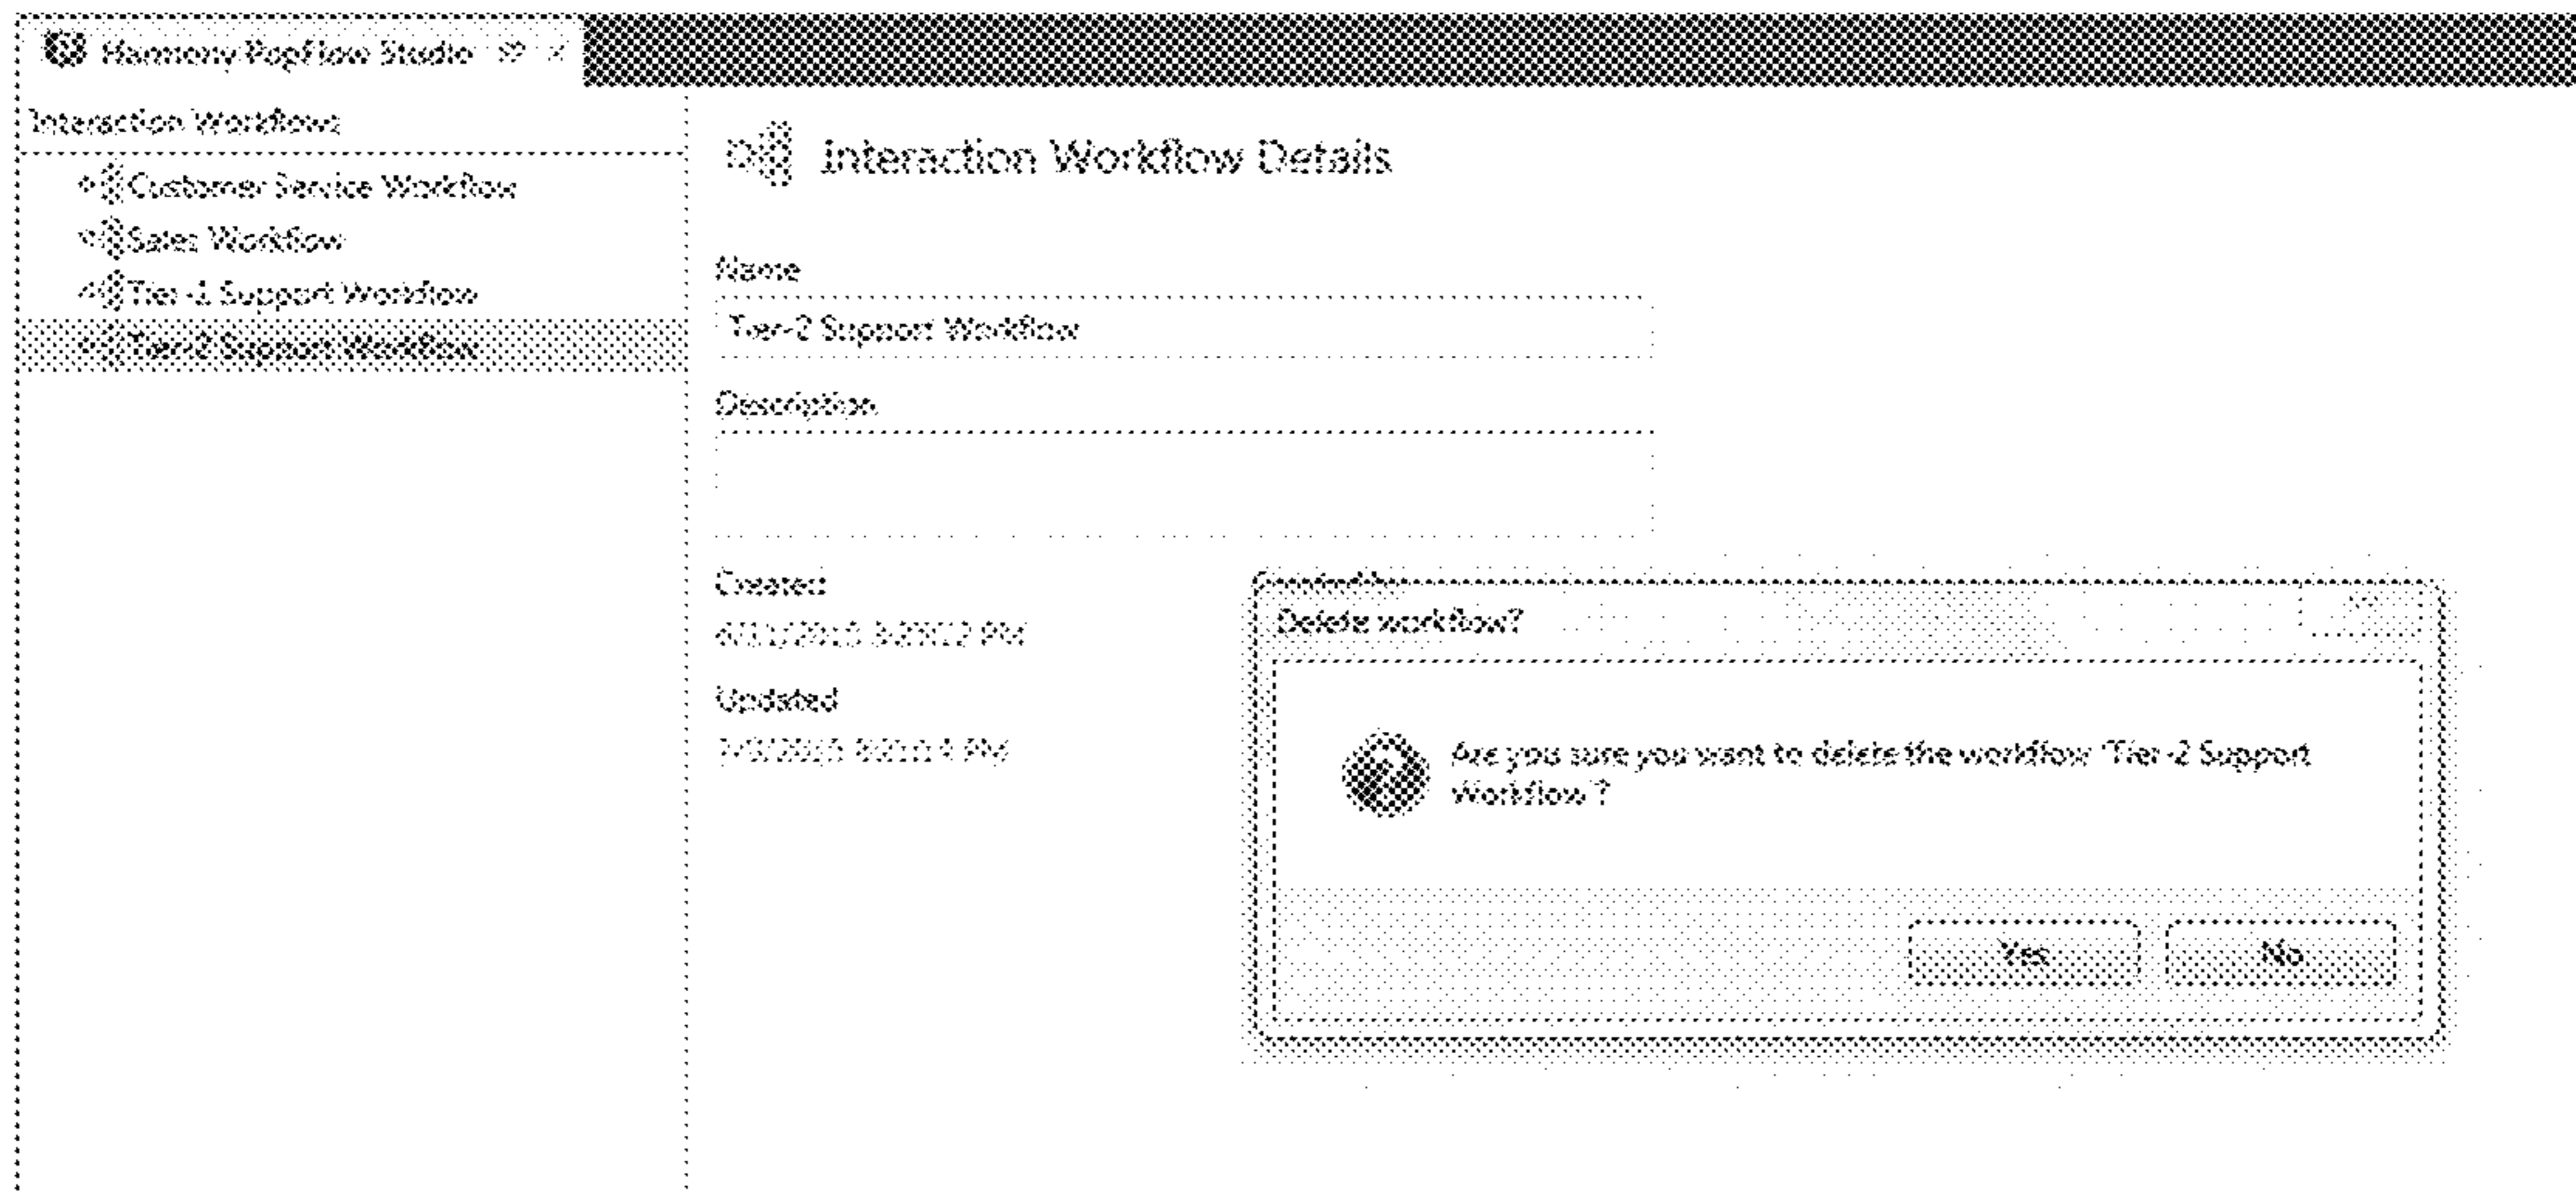 Harmony PopFlow Studio
Interaction Workflows
Customer Service Workflow
Sales Workflow
Tier-1 Support Workflow
Tier-2 Support Workflow
Interaction Workflow Details
Name
Tier-2 Support Workflow
Description
Created
PM
Updated
PM
Delete workflow?
Are you sure you want to delete the workflow 'Tier-2 Support
Workflow'?
Yes
No